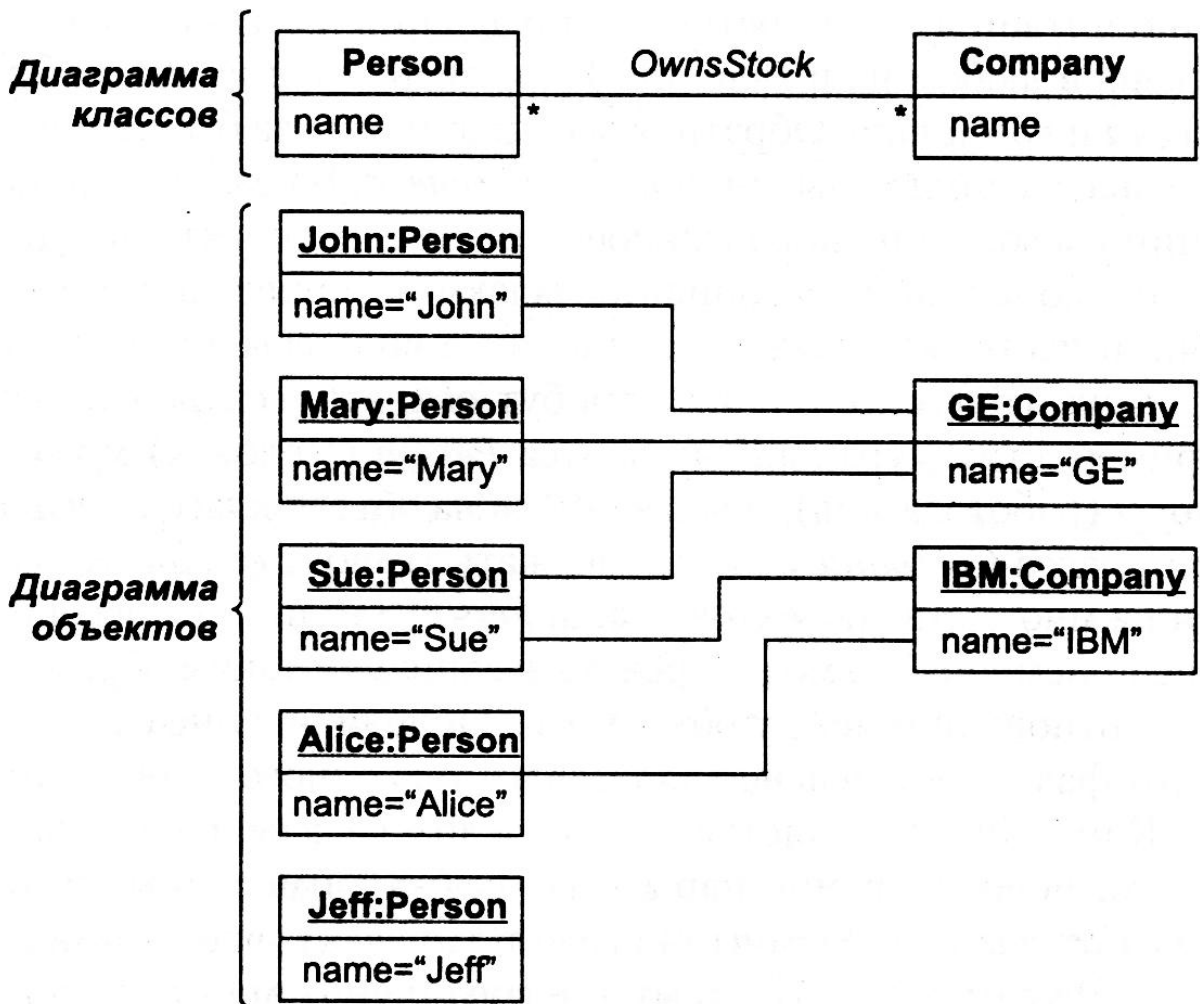 Диаграмма
классов
Person
OwnsStock
Company
name
*
*
name
Диаграмма
объектов
John:Person
name=“John”
Mary:Person
name=“Mary”
GE:Company
name=“GE”
Sue:Person
name=“Sue”
IBM:Company
name=“IBM”
Alice:Person
name=“Alice”
Jeff:Person
name=“Jeff”